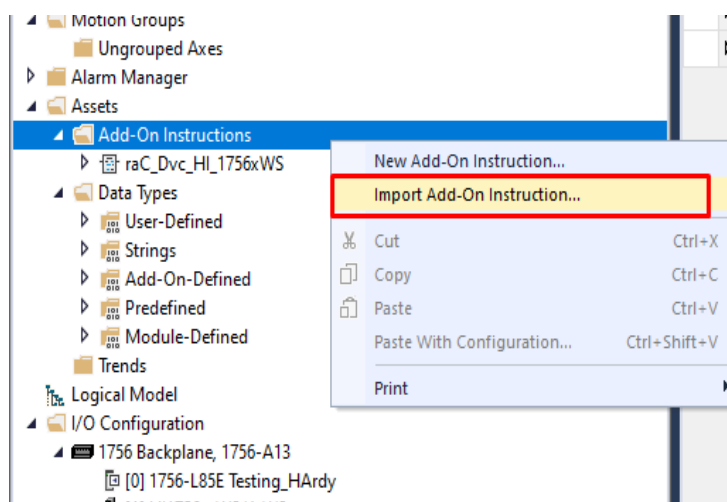 Motion Groups
Ungrouped Axes
Alarm Manager
Assets
Add-On Instructions
raC_Dvc_HI_1756xWS
Data Types
User-Defined
Strings
Add-On-Defined
Predefined
Module-Defined
Trends
Logical Model
I/O Configuration
1756 Backplane, 1756-A13
[0] 1756-L85E Testing_HArdy
New Add-On Instruction...
Import Add-On Instruction...
Cut Ctrl+X
Copy Ctrl+C
Paste Ctrl+V
Paste With Configuration... Ctrl+Shift+V
Print